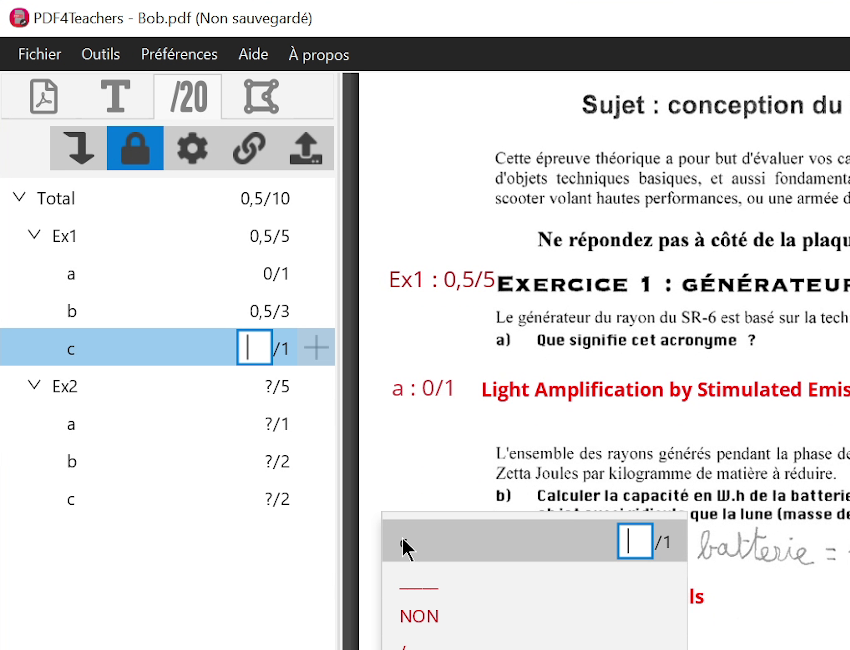 PDF4Teachers - Bob.pdf (Non sauvegardé)
Fichier Outils Préférences Aide À propos
T /20
Total 0,5/10
Ex1 0,5/5
a 0/1
b 0,5/3
c /1
Ex2 ?/5
a ?/1
b ?/2
c ?/2
Sujet : conception du
Cette épreuve théorique a pour but d'évaluer vos
d'objets techniques basiques, et aussi
scooter volant hautes performances, ou une armée
Ne répondez pas à côté de la
Ex1 : 0,5/5 EXERCICE 1 : GÉNÉRATEUR
Le générateur du rayon du SR-6 est basé sur la tech
a) Que signifie cet acronyme ?
a : 0/1 Light Amplification by Stimulated
L'ensemble des rayons générés pendant la phase de
Zetta Joules par kilogramme de matière à réduire.
b) Calculer la capacité en W.h de la batterie
que la lune (masse de
/1
batterie =
NON
ls